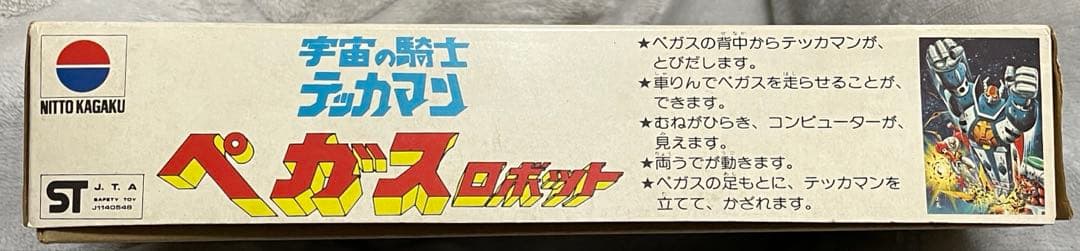 NITTO KAGAKU
ST
J.T.A
SAFETY TOY
J1140548
宇宙の騎士
テッカマン
ペガスロボット
★ペガスの背中からテッカマンが、
とびだします。
★車りんでペガスを走らせることが、
できます。
★むねがひらき、コンピューターが、
見えます。
★両うでが動きます。
★ペガスの足もとに、テッカマンを
立てて、かざれます。